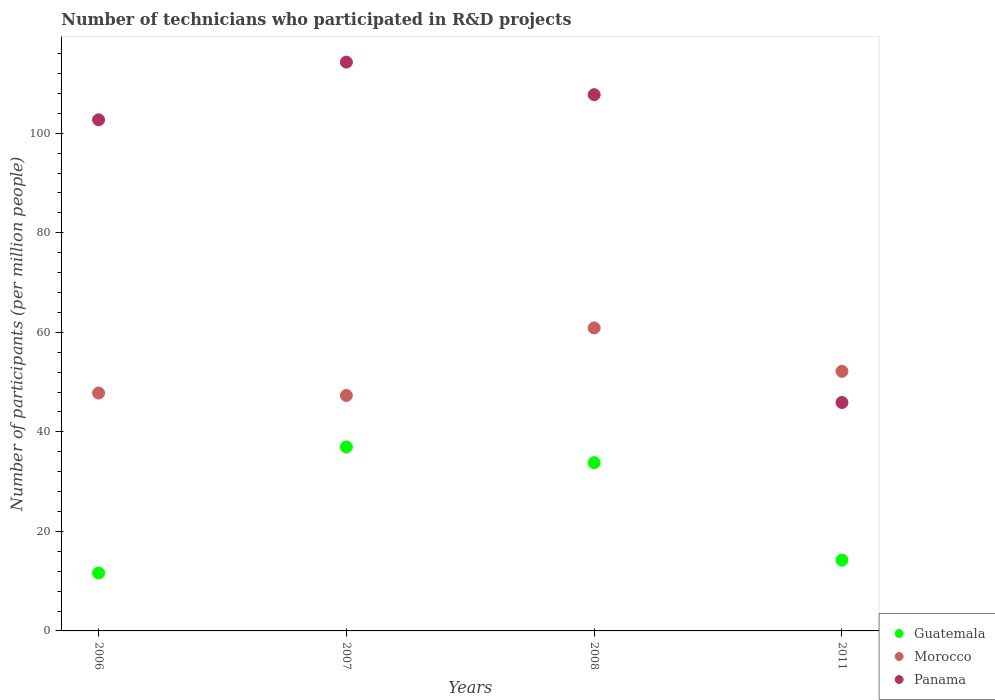 Number of technicians who participated in R&D projects
Number of participants (per million people)
0
20
40
60
80
100
2006
2007
2008
2011
Years
Guatemala
Morocco
Panama